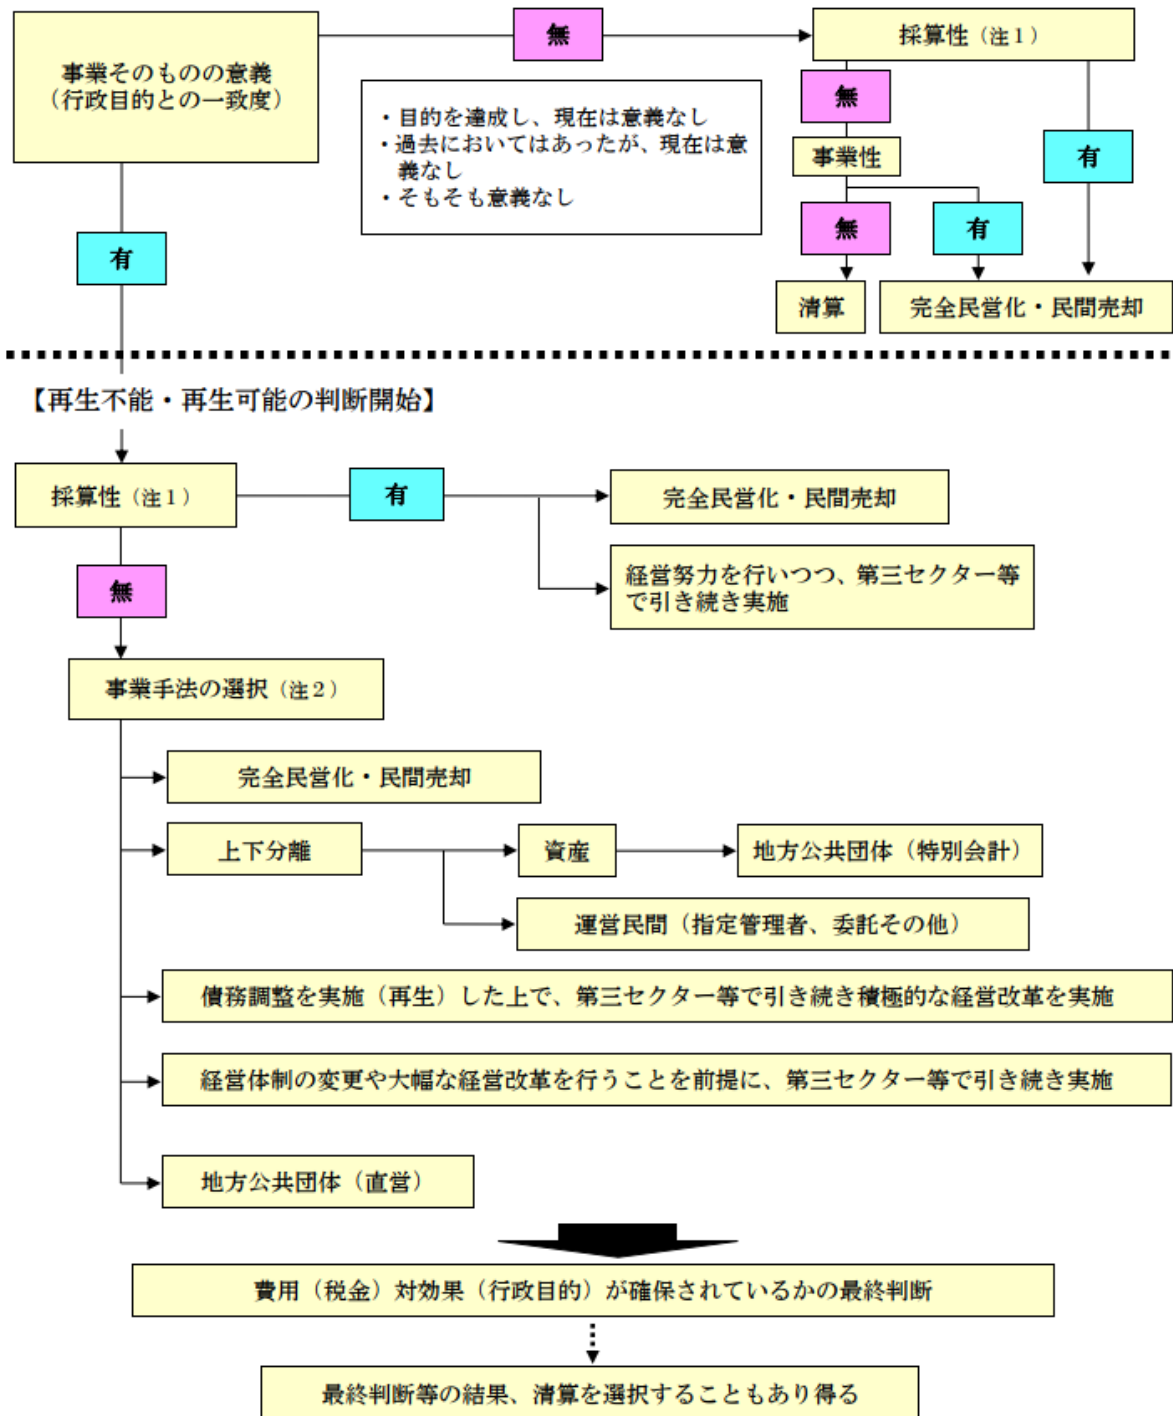 事業そのものの意義
(行政目的との一致度)
無
採算性（注１）
・目的を達成し、現在は意義なし
・過去においてはあったが、現在は意
義なし
・そもそも意義なし
無
事業性
有
無
有
有
清算
完全民営化・民間売却
【再生不能・再生可能の判断開始】
採算性（注１）
有
完全民営化・民間売却
経営努力を行いつつ、第三セクター等
で引き続き実施
無
事業手法の選択（注２）
完全民営化・民間売却
上下分離
資産
地方公共団体（特別会計）
運営民間（指定管理者、委託その他）
債務調整を実施（再生）した上で、第三セクター等で引き続き積極的な経営改革を実施
経営体制の変更や大幅な経営改革を行うことを前提に、第三セクター等で引き続き実施
地方公共団体（直営）
費用（税金）対効果（行政目的）が確保されているかの最終判断
最終判断等の結果、清算を選択することもあり得る